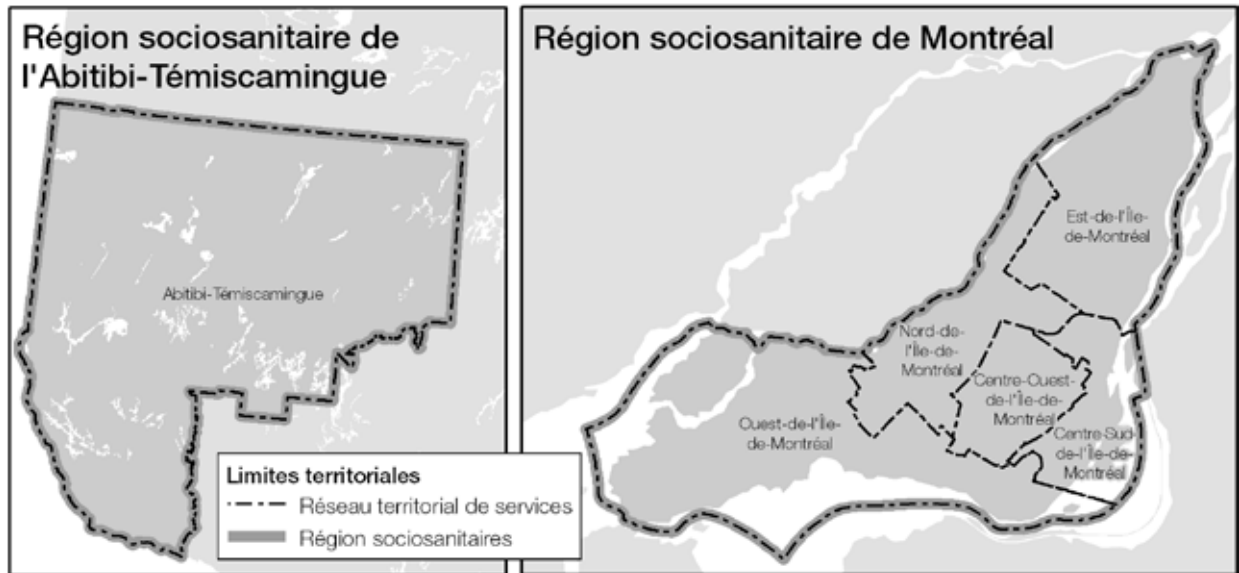 Région sociosanitaire de
l'Abitibi-Témiscamingue
Abitibi-Témiscamingue
Limites territoriales
Réseau territorial de services
Région sociosanitaires
Région sociosanitaire de Montréal
Est-de-l'Île-
de-Montréal
Nord-de-
l'Île-de-
Montréal
Centre-Ouest-
de-l'Île-de-
Montréal
Ouest-de-l'Île-
de-Montréal
Centre-Sud-
de-l'Île-de-
Montréal